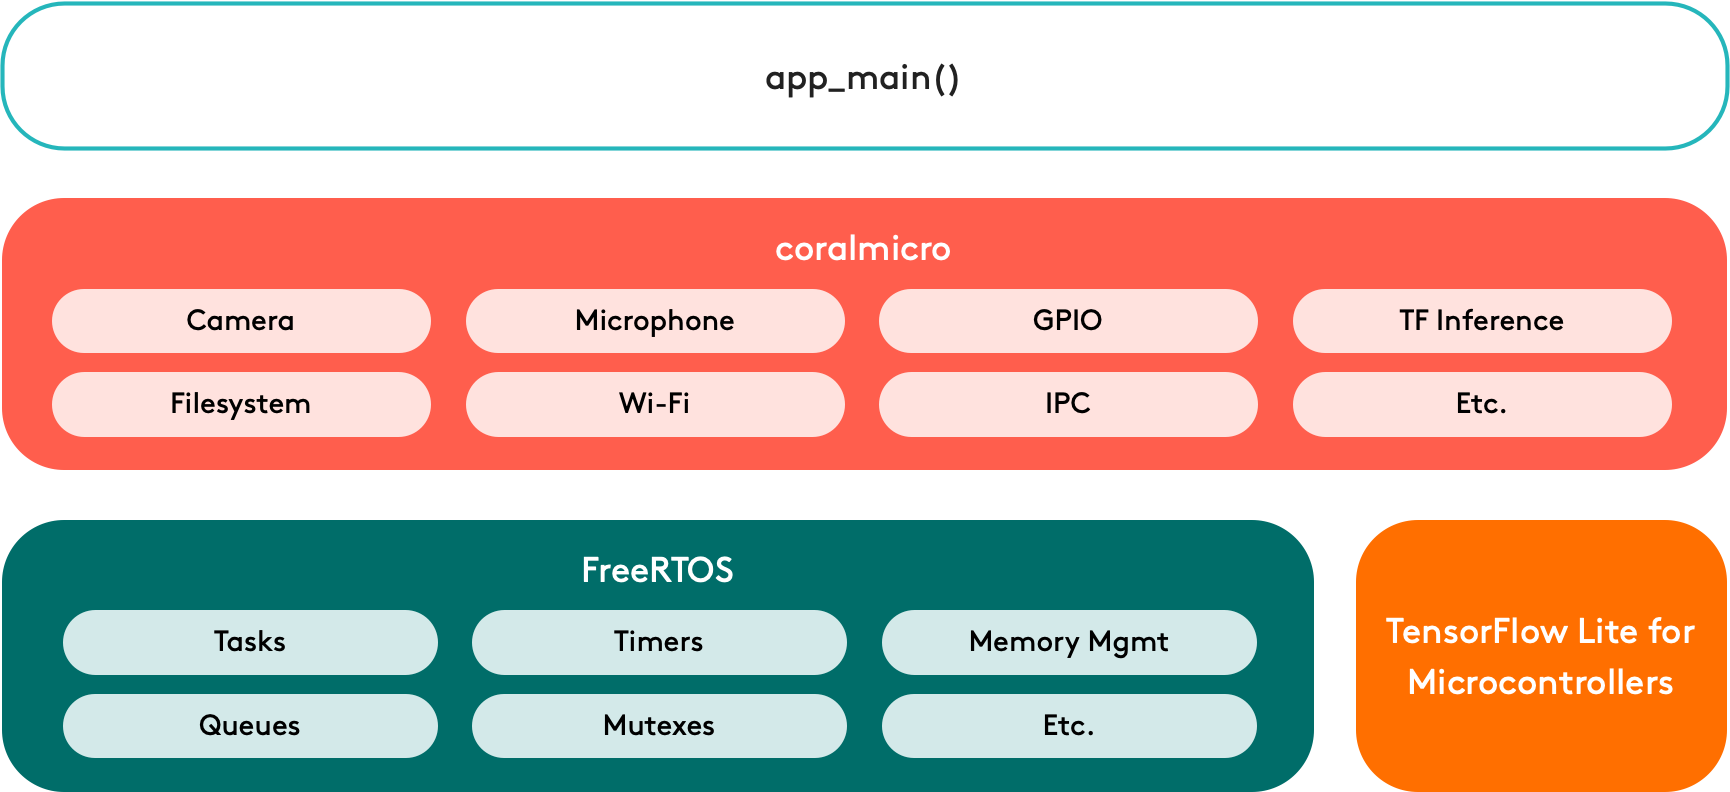 app_main()
coralmicro
Camera
Microphone
GPIO
TF Inference
Filesystem
Wi-Fi
IPC
Etc.
FreeRTOS
Tasks
Timers
Memory Mgmt
Queues
Mutexes
Etc.
TensorFlow Lite for
Microcontrollers